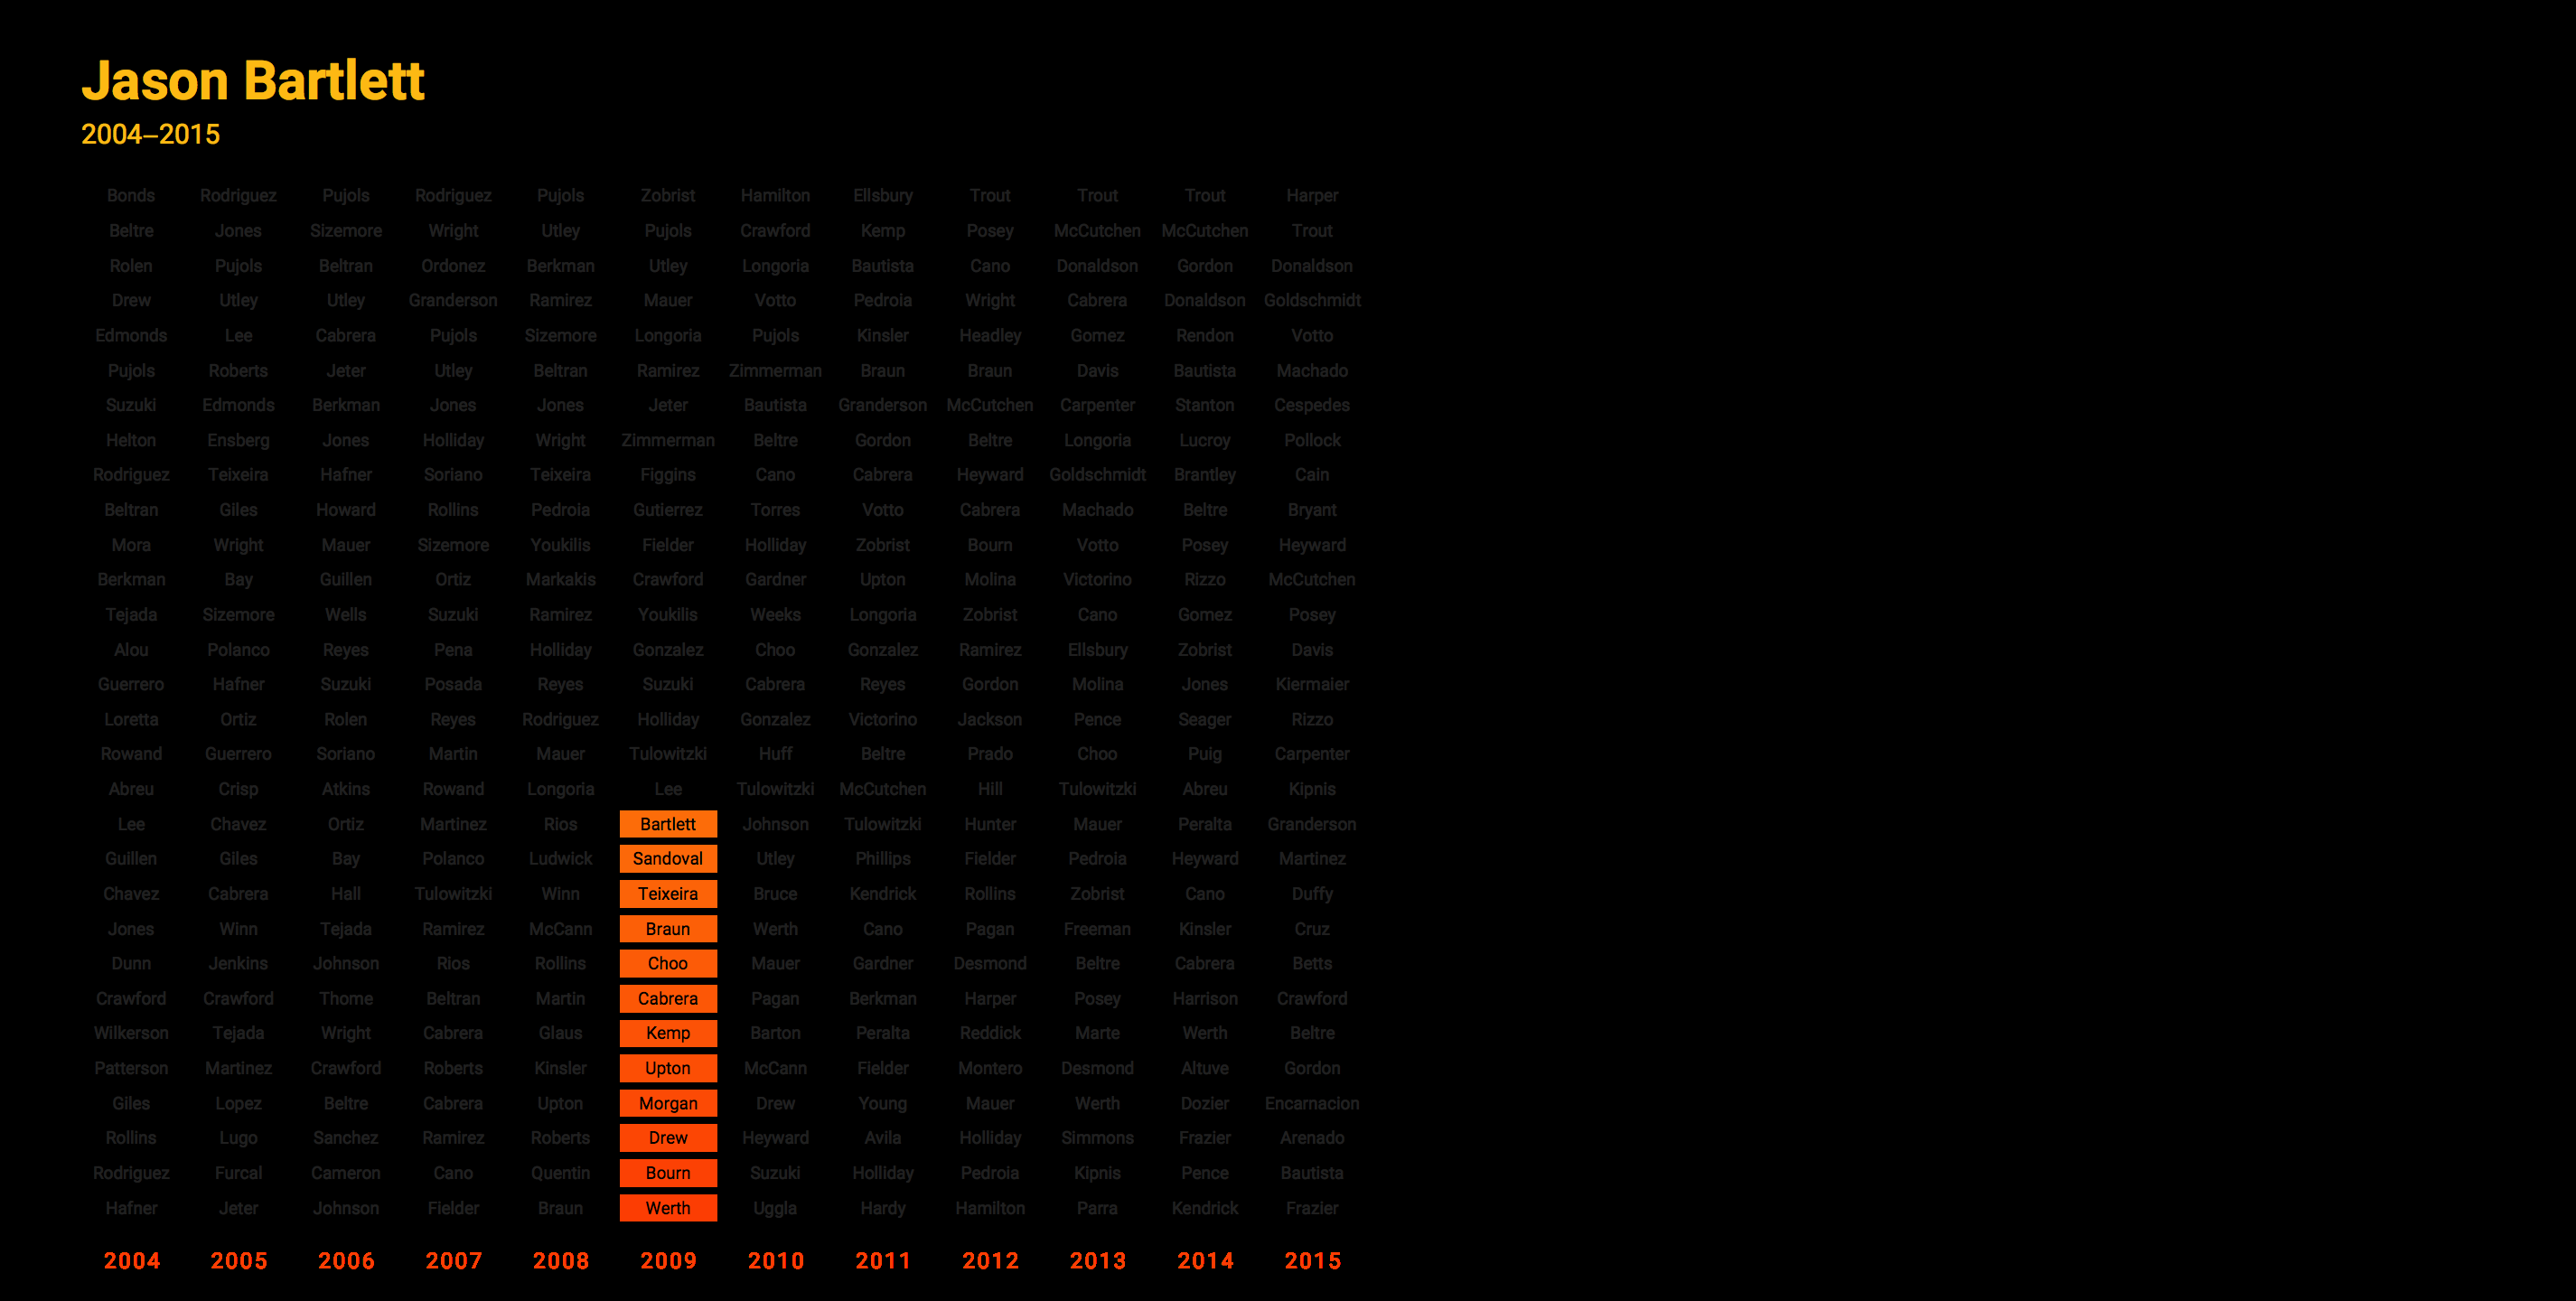 Jason Bartlett
2004–2015
Bonds Rodriguez Pujols Rodriguez Pujols Zobrist Hamilton Ellsbury Trout Trout Trout Harper
Beltre Jones Sizemore Wright Utley Pujols Crawford Kemp Posey McCutchen McCutchen Trout
Rolen Pujols Beltran Ordonez Berkman Utley Longoria Bautista Cano Donaldson Gordon Donaldson
Drew Utley Utley Granderson Ramirez Mauer Votto Pedroia Wright Cabrera Donaldson Goldschmidt
Edmonds Lee Cabrera Pujols Sizemore Longoria Pujols Kinsler Headley Gomez Rendon Votto
Pujols Roberts Jeter Utley Beltran Ramirez Zimmerman Braun Braun Davis Bautista Machado
Suzuki Edmonds Berkman Jones Jones Jeter Bautista Granderson McCutchen Carpenter Stanton Cespedes
Helton Ensberg Jones Holliday Wright Zimmerman Beltre Gordon Beltre Longoria Lucroy Pollock
Rodriguez Teixeira Hafner Soriano Teixeira Figgins Cano Cabrera Heyward Goldschmidt Brantley Cain
Beltran Giles Howard Rollins Pedroia Gutierrez Torres Votto Cabrera Machado Beltre Bryant
Mora Wright Mauer Sizemore Youkilis Fielder Holliday Zobrist Bourn Votto Posey Heyward
Berkman Bay Guillen Ortiz Markakis Crawford Gardner Upton Molina Victorino Rizzo McCutchen
Tejada Sizemore Wells Suzuki Ramirez Youkilis Weeks Longoria Zobrist Cano Gomez Posey
Alou Polanco Reyes Pena Holliday Gonzalez Choo Gonzalez Ramirez Ellsbury Zobrist Davis
Guerrero Hafner Suzuki Posada Reyes Suzuki Cabrera Reyes Gordon Molina Jones Kiermaier
Loretta Ortiz Rolen Reyes Rodriguez Holliday Gonzalez Victorino Jackson Pence Seager Rizzo
Rowand Guerrero Soriano Martin Mauer Tulowitzki Huff Beltre Prado Choo Puig Carpenter
Abreu Crisp Atkins Rowand Longoria Lee Tulowitzki McCutchen Hill Tulowitzki Abreu Kipnis
Lee Chavez Ortiz Martinez Rios Bartlett Johnson Tulowitzki Hunter Mauer Peralta Granderson
Guillen Giles Bay Polanco Ludwick Sandoval Utley Phillips Fielder Pedroia Heyward Martinez
Chavez Cabrera Hall Tulowitzki Winn Teixeira Bruce Kendrick Rollins Zobrist Cano Duffy
Jones Winn Tejada Ramirez McCann Braun Werth Cano Pagan Freeman Kinsler Cruz
Dunn Jenkins Johnson Rios Rollins Choo Mauer Gardner Desmond Beltre Cabrera Betts
Crawford Crawford Thome Beltran Martin Cabrera Pagan Berkman Harper Posey Harrison Crawford
Wilkerson Tejada Wright Cabrera Glaus Kemp Barton Peralta Reddick Marte Werth Beltre
Patterson Martinez Crawford Roberts Kinsler Upton McCann Fielder Montero Desmond Altuve Gordon
Giles Lopez Beltre Cabrera Upton Morgan Drew Young Mauer Werth Dozier Encarnacion
Rollins Lugo Sanchez Ramirez Roberts Drew Heyward Avila Holliday Simmons Frazier Arenado
Rodriguez Furcal Cameron Cano Quentin Bourn Suzuki Holliday Pedroia Kipnis Pence Bautista
Hafner Jeter Johnson Fielder Braun Werth Uggla Hardy Hamilton Parra Kendrick Frazier
2004 2005 2006 2007 2008 2009 2010 2011 2012 2013 2014 2015